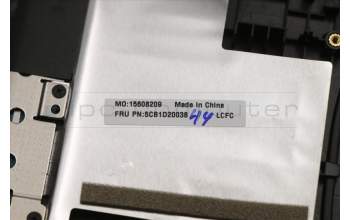 MO:15608209 Made in China
FRU PN:5CB1D20038 44 LCFC